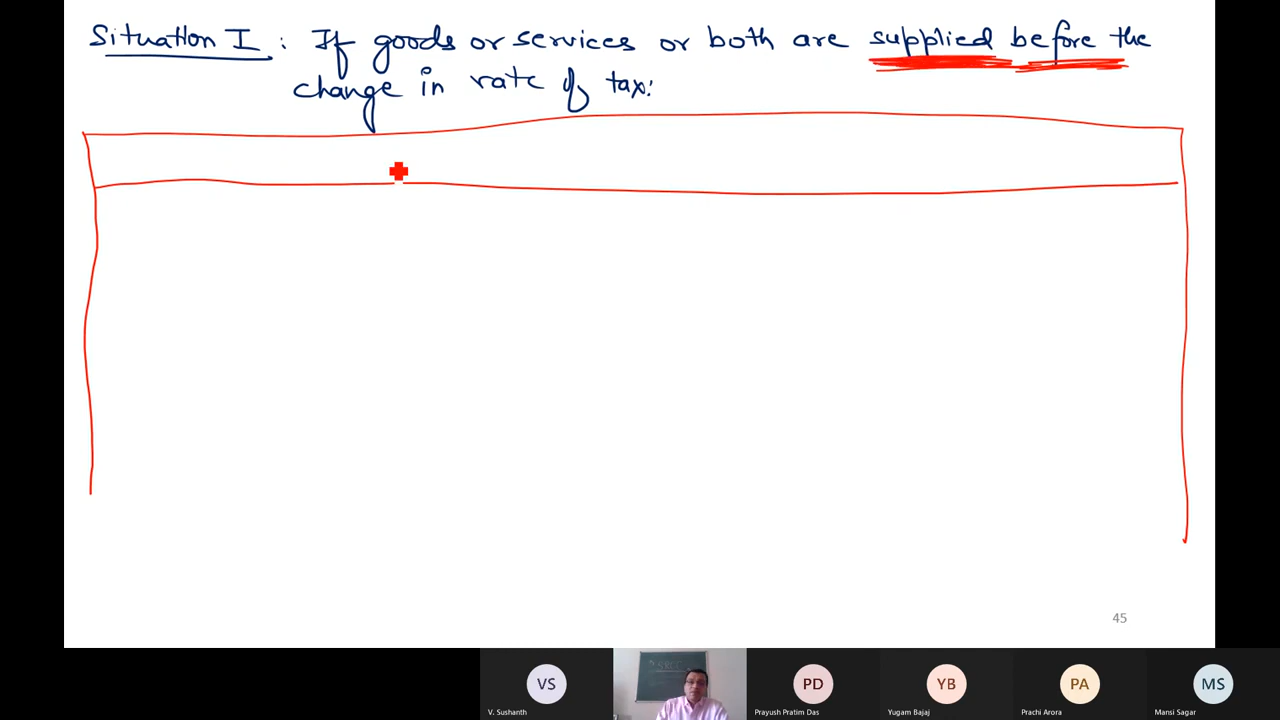 Situation I : If goods or services or both are supplied before the
change in rate of tax:
45
VS
V. Sushanth
PD
Prayush Pratim Das
YB
Yugam Bajaj
PA
Prachi Arora
MS
Mansi Sagar